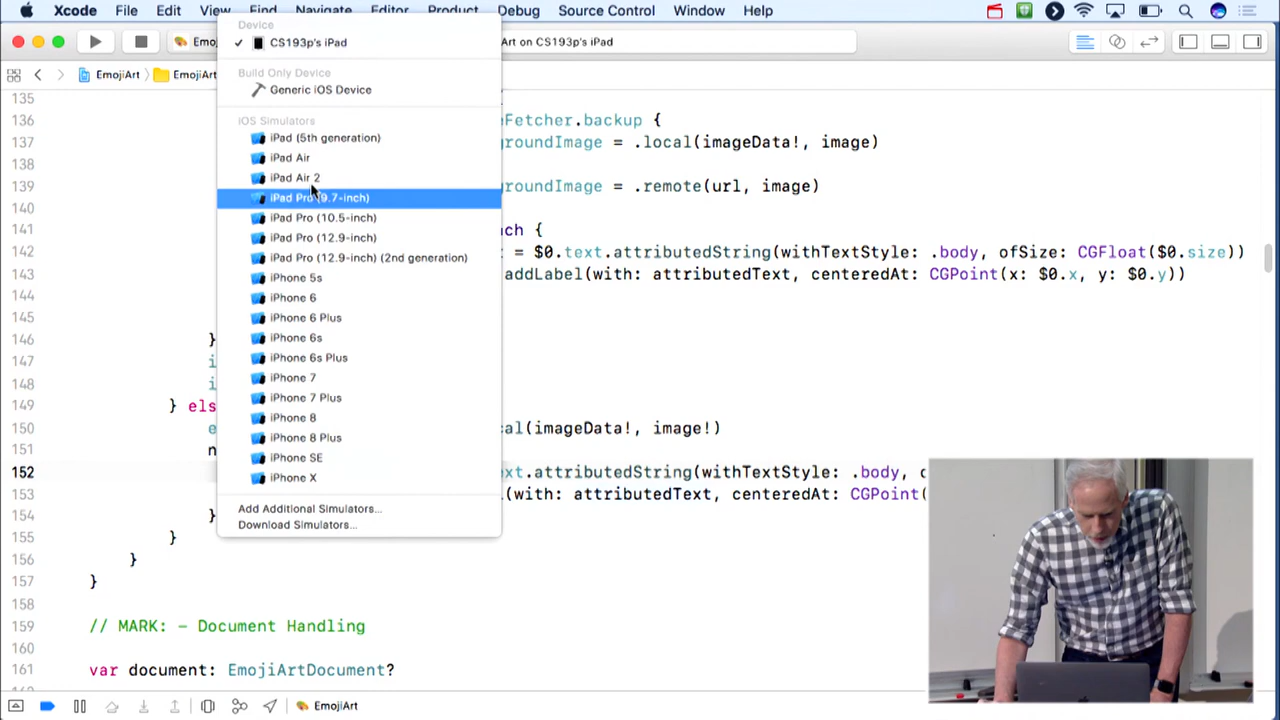 Xcode File Edit View Find Navigate Editor Product Debug Source Control Window Help
Device
✓ CS193p's iPad
Build Only Device
Generic iOS Device
iOS Simulators
iPad (5th generation)
iPad Air
iPad Air 2
iPad Pro (9.7-inch)
iPad Pro (10.5-inch)
iPad Pro (12.9-inch)
iPad Pro (12.9-inch) (2nd generation)
iPhone 5s
iPhone 6
iPhone 6 Plus
iPhone 6s
iPhone 6s Plus
iPhone 7
iPhone 7 Plus
iPhone 8
iPhone 8 Plus
iPhone SE
iPhone X
Add Additional Simulators...
Download Simulators...
Art on CS193p's iPad
EmojiArt EmojiArt
135
136 eFetcher.backup {
137 groundImage = .local(imageData!, image)
138
139 groundImage = .remote(url, image)
140
141 ch {
142 = $0.text.attributedString(withTextStyle: .body, ofSize: CGFloat($0.size))
143 addLabel(with: attributedText, centeredAt: CGPoint(x: $0.x, y: $0.y))
144
145
146 }
147 i
148 i
149 } els
150 e cal(imageData!, image!)
151 n
152 xt.attributedString(withTextStyle: .body, o
153 (with: attributedText, centeredAt: CGPoint(
154 }
155 }
156 }
157 }
158
159 // MARK: - Document Handling
160
161 var document: EmojiArtDocument?
EmojiArt